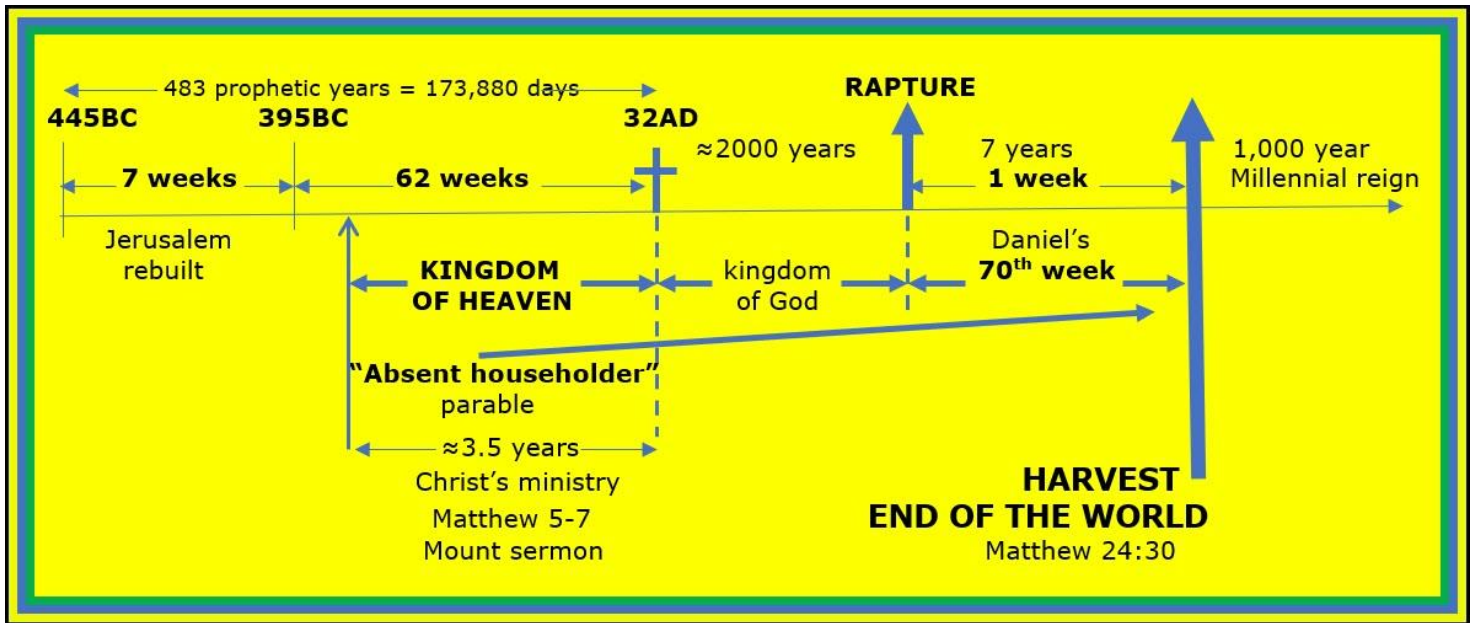 483 prophetic years = 173,880 days
445BC
395BC
32AD
RAPTURE
7 weeks
62 weeks
≈2000 years
7 years
1 week
1,000 year
Millennial reign
Jerusalem
rebuilt
KINGDOM
OF HEAVEN
kingdom
of God
Daniel’s
70th week
“Absent householder”
parable
≈3.5 years
Christ’s ministry
Matthew 5-7
Mount sermon
HARVEST
END OF THE WORLD
Matthew 24:30